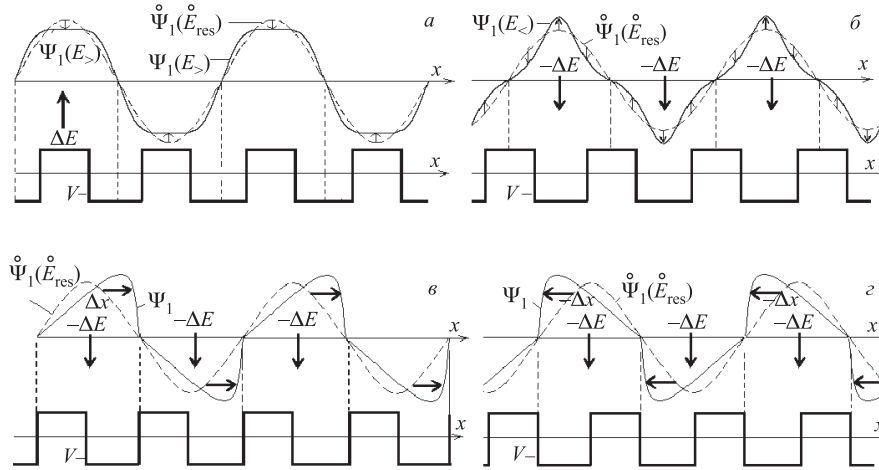 Ψ̊₁(E̊res)
а
Ψ₁(E>)
Ψ₁(E>)
x
ΔE
x
V–
Ψ₁(E<)
Ψ̊₁(E̊res)
б
–ΔE
–ΔE
–ΔE
x
x
V–
Ψ̊₁(E̊res)
в
Δx
Ψ₁
–ΔE
–ΔE
–ΔE
x
x
V–
Ψ₁
–Δx
Ψ̊₁(E̊res)
–Δx
г
–ΔE
–ΔE
–ΔE
x
x
V–